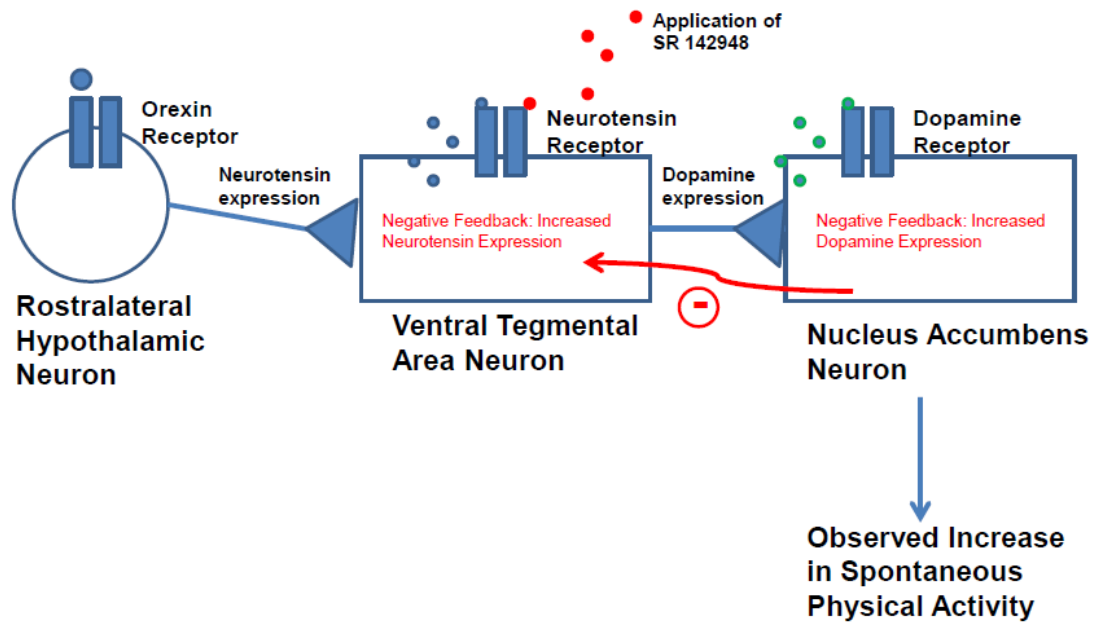 Application of
SR 142948
Orexin
Receptor
Neurotensin
Receptor
Dopamine
Receptor
Neurotensin
expression
Dopamine
expression
Negative Feedback: Increased
Neurotensin Expression
Negative Feedback: Increased
Dopamine Expression
-
Rostralateral
Hypothalamic
Neuron
Ventral Tegmental
Area Neuron
Nucleus Accumbens
Neuron
Observed Increase
in Spontaneous
Physical Activity